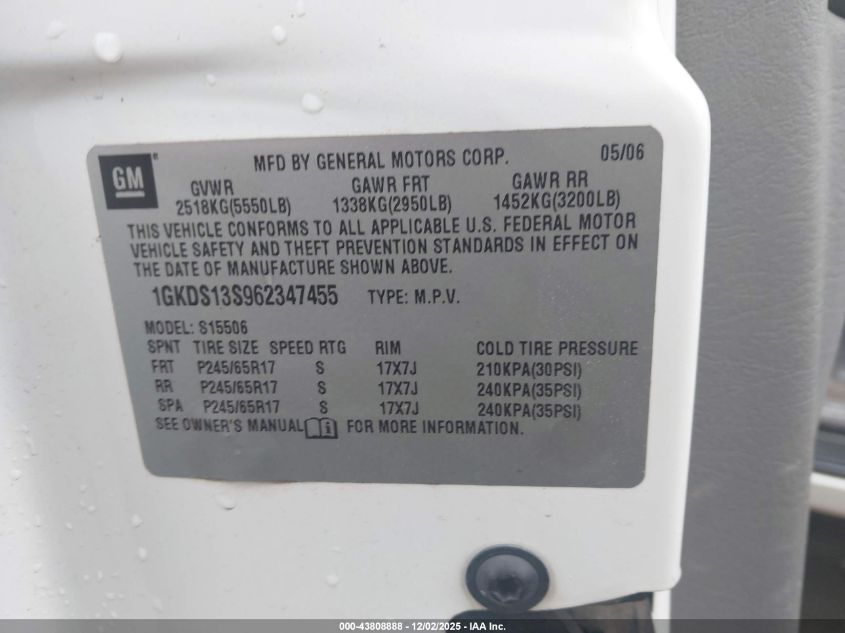 GM
MFD BY GENERAL MOTORS CORP. 05/06
GVWR GAWR FRT GAWR RR
2518KG(5550LB) 1338KG(2950LB) 1452KG(3200LB)
THIS VEHICLE CONFORMS TO ALL APPLICABLE U.S. FEDERAL MOTOR
VEHICLE SAFETY AND THEFT PREVENTION STANDARDS IN EFFECT ON
THE DATE OF MANUFACTURE SHOWN ABOVE.
1GKDS13S962347455 TYPE: M.P.V.
MODEL: S15506
SPNT TIRE SIZE SPEED RTG RIM COLD TIRE PRESSURE
FRT P245/65R17 S 17X7J 210KPA(30PSI)
RR P245/65R17 S 17X7J 240KPA(35PSI)
SPA P245/65R17 S 17X7J 240KPA(35PSI)
SEE OWNER'S MANUAL i FOR MORE INFORMATION.
000-43808888 - 12/02/2025 - IAA Inc.